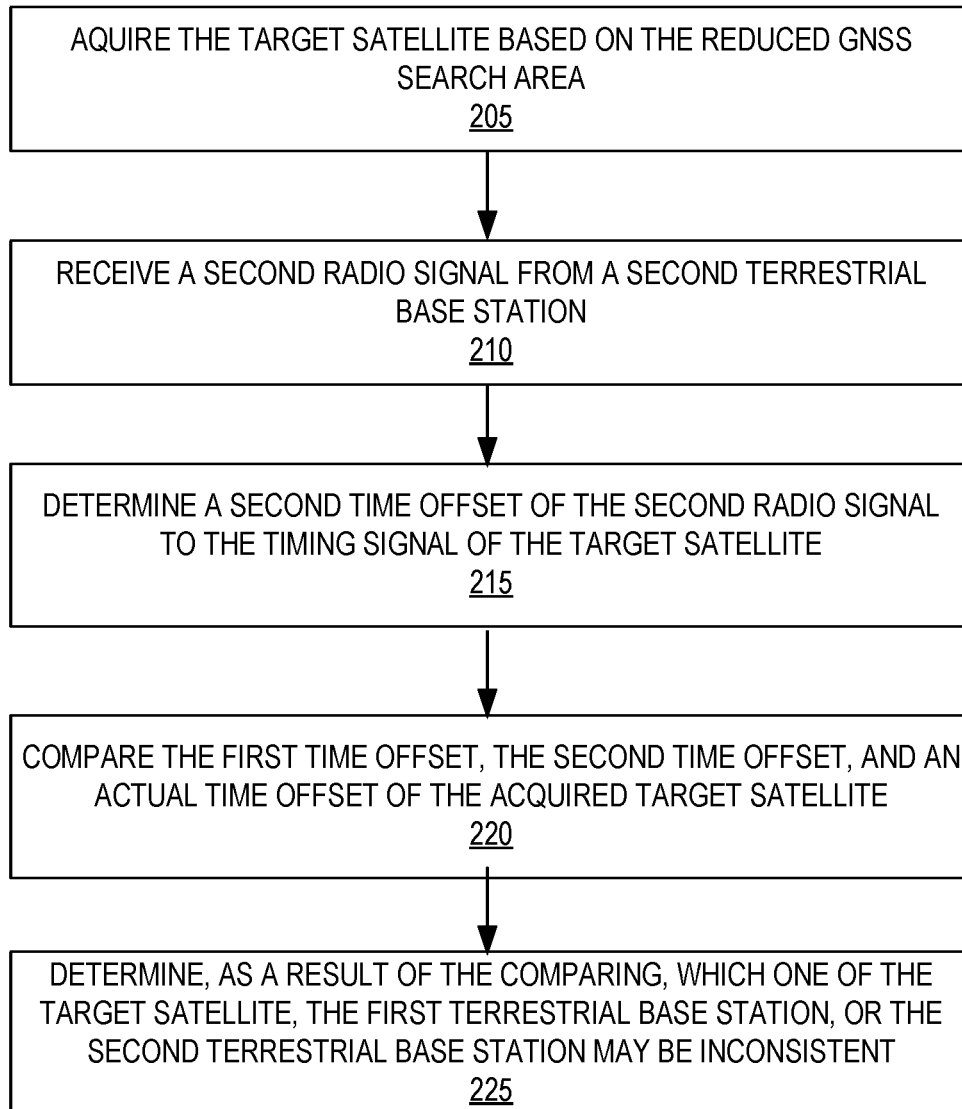 AQUIRE THE TARGET SATELLITE BASED ON THE REDUCED GNSS
SEARCH AREA
205
RECEIVE A SECOND RADIO SIGNAL FROM A SECOND TERRESTRIAL
BASE STATION
210
DETERMINE A SECOND TIME OFFSET OF THE SECOND RADIO SIGNAL
TO THE TIMING SIGNAL OF THE TARGET SATELLITE
215
COMPARE THE FIRST TIME OFFSET, THE SECOND TIME OFFSET, AND AN
ACTUAL TIME OFFSET OF THE ACQUIRED TARGET SATELLITE
220
DETERMINE, AS A RESULT OF THE COMPARING, WHICH ONE OF THE
TARGET SATELLITE, THE FIRST TERRESTRIAL BASE STATION, OR THE
SECOND TERRESTRIAL BASE STATION MAY BE INCONSISTENT
225